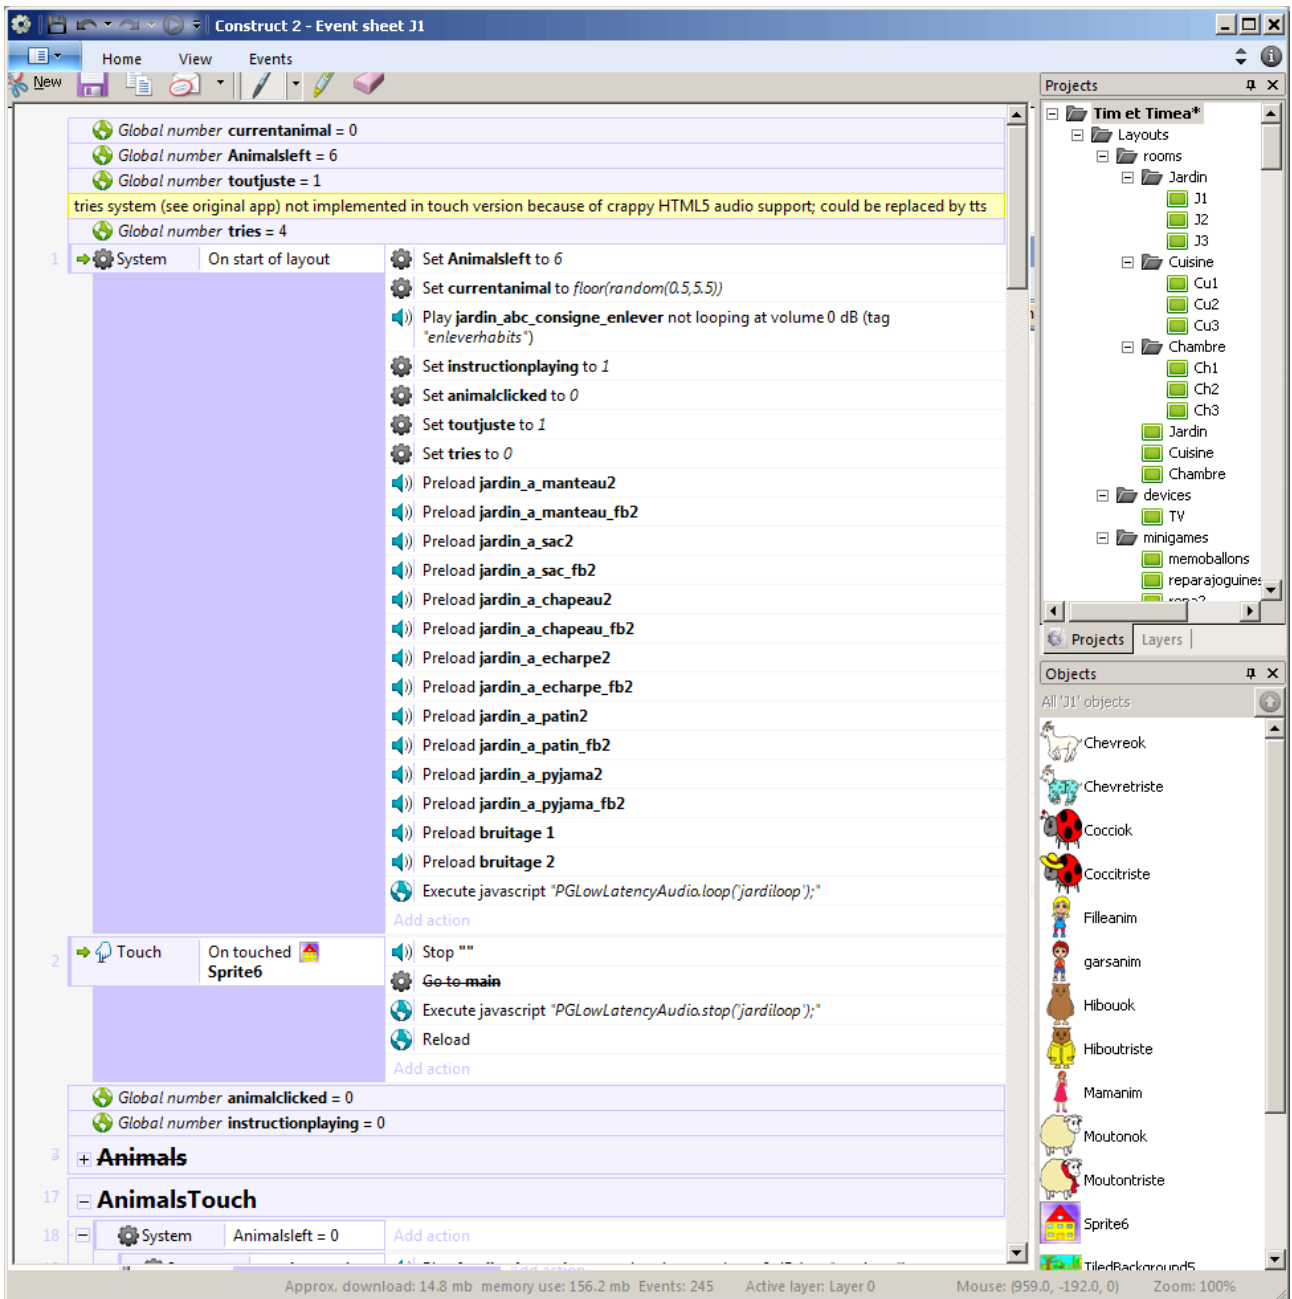 Construct 2 - Event sheet J1
Home View Events
New
Global number currentanimal = 0
Global number Animalsleft = 6
Global number toutjuste = 1
tries system (see original app) not implemented in touch version because of crappy HTML5 audio support; could be replaced by tts
Global number tries = 4
1 System On start of layout
Set Animalsleft to 6
Set currentanimal to floor(random(0.5,5.5))
Play jardin_abc_consigne_enlever not looping at volume 0 dB (tag
"enleverhabits")
Set instructionplaying to 1
Set animalclicked to 0
Set toutjuste to 1
Set tries to 0
Preload jardin_a_manteau2
Preload jardin_a_manteau_fb2
Preload jardin_a_sac2
Preload jardin_a_sac_fb2
Preload jardin_a_chapeau2
Preload jardin_a_chapeau_fb2
Preload jardin_a_echarpe2
Preload jardin_a_echarpe_fb2
Preload jardin_a_patin2
Preload jardin_a_patin_fb2
Preload jardin_a_pyjama2
Preload jardin_a_pyjama_fb2
Preload bruitage 1
Preload bruitage 2
Execute javascript "PGLowLatencyAudio.loop('jardiloop');"
Add action
2 Touch On touched
Sprite6
Stop ""
Go to main
Execute javascript "PGLowLatencyAudio.stop('jardiloop');"
Reload
Add action
Global number animalclicked = 0
Global number instructionplaying = 0
3 Animals
17 AnimalsTouch
18 System Animalsleft = 0 Add action
Projects
Tim et Timea*
Layouts
rooms
Jardin
J1
J2
J3
Cuisine
Cu1
Cu2
Cu3
Chambre
Ch1
Ch2
Ch3
Jardin
Cuisine
Chambre
devices
TV
minigames
memoballons
reparajoguines
repa2
Projects Layers
Objects
All 'J1' objects
Chevreok
Chevretriste
Cocciok
Coccitriste
Filleanim
garsanim
Hibouok
Hiboutriste
Mamanim
Moutonok
Moutontriste
Sprite6
TiledBackground5
Approx. download: 14.8 mb memory use: 156.2 mb Events: 245 Active layer: Layer 0 Mouse: (959.0, -192.0, 0) Zoom: 100%